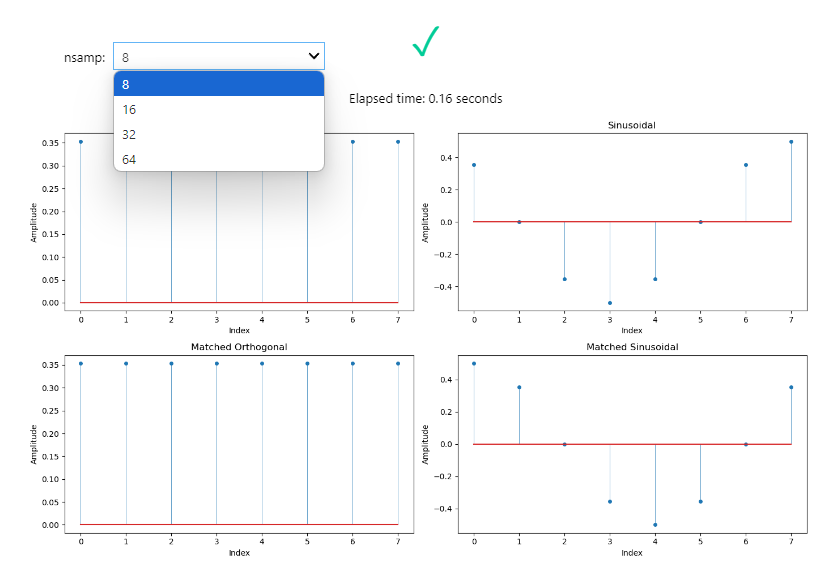 nsamp: 8
8
16
32
64
Elapsed time: 0.16 seconds
0.35
0.30
0.25
0.20
0.15
0.10
0.05
0.00
Amplitude
0 1 2 3 4 5 6 7
Index
Sinusoidal
0.4
0.2
0.0
−0.2
−0.4
Amplitude
0 1 2 3 4 5 6 7
Index
Matched Orthogonal
0.35
0.30
0.25
0.20
0.15
0.10
0.05
0.00
Amplitude
0 1 2 3 4 5 6 7
Index
Matched Sinusoidal
0.4
0.2
0.0
−0.2
−0.4
Amplitude
0 1 2 3 4 5 6 7
Index